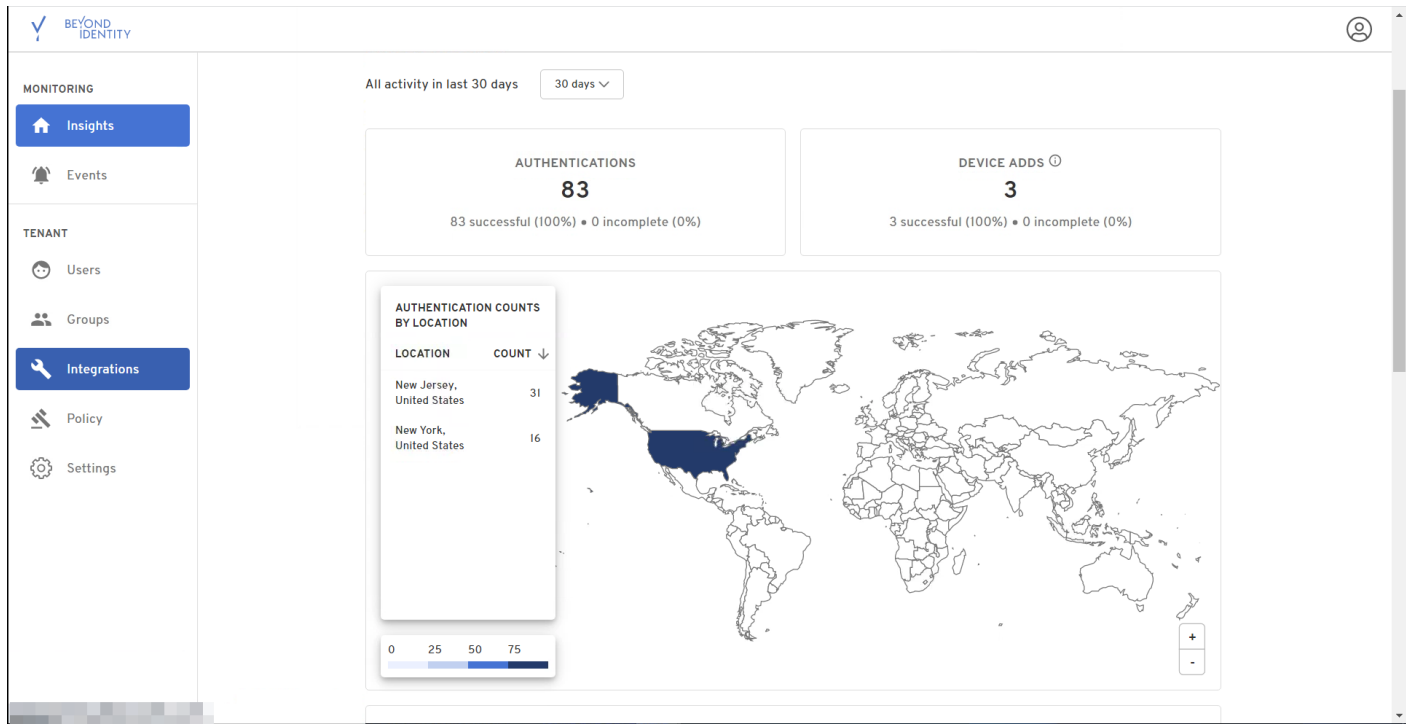 BEYOND
IDENTITY
MONITORING
Insights
Events
TENANT
Users
Groups
Integrations
Policy
Settings
All activity in last 30 days
30 days
AUTHENTICATIONS
83
83 successful (100%) • 0 incomplete (0%)
DEVICE ADDS
3
3 successful (100%) • 0 incomplete (0%)
AUTHENTICATION COUNTS
BY LOCATION
LOCATION COUNT
New Jersey,
United States
31
New York,
United States
16
0 25 50 75
+
-